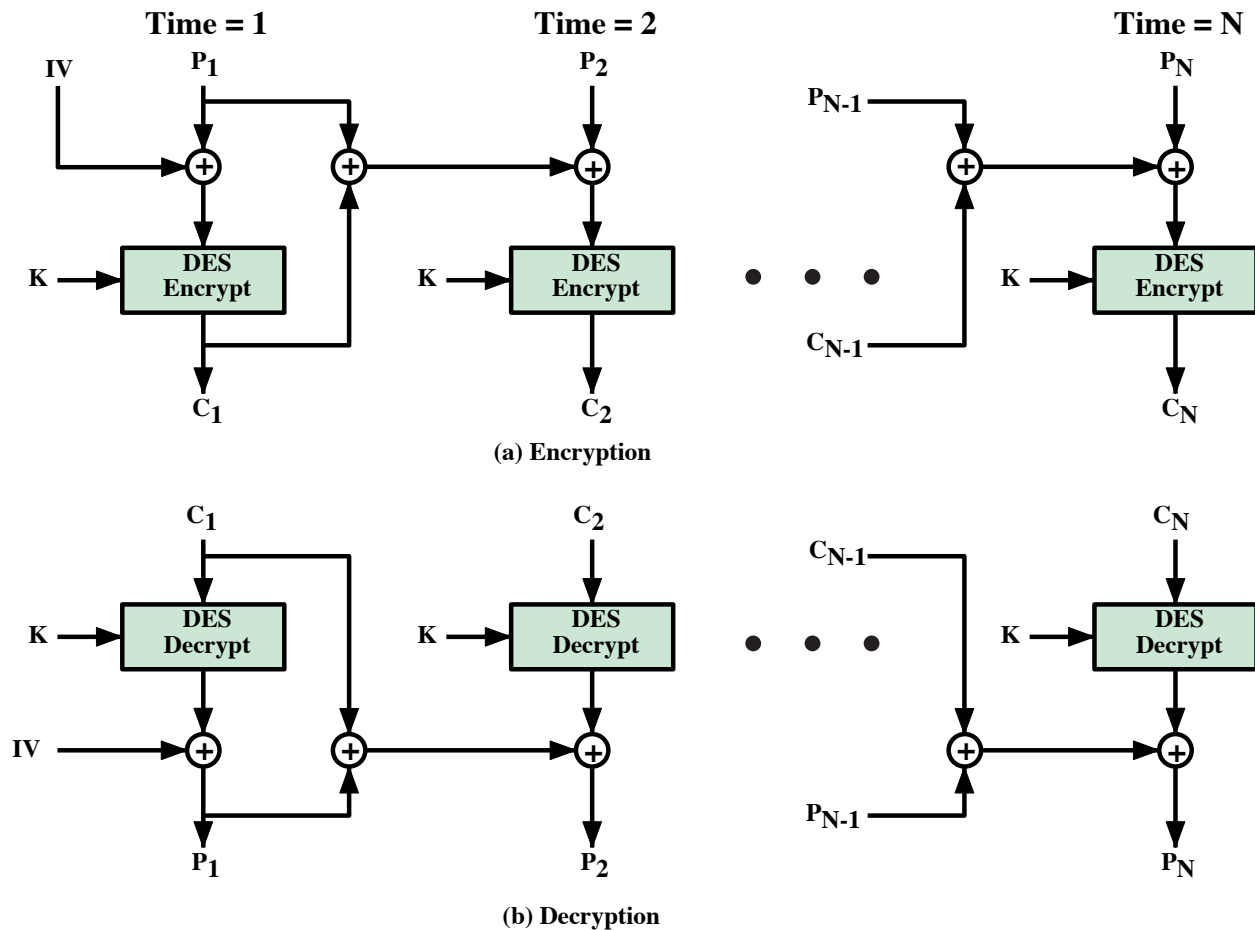 Time = 1 Time = 2 Time = N
IV P1 P2 PN-1 PN
+ + + + +
K DES Encrypt K DES Encrypt K DES Encrypt
CN-1
C1 C2 CN
(a) Encryption
C1 C2 CN-1 CN
K DES Decrypt K DES Decrypt K DES Decrypt
IV + + + + +
PN-1
P1 P2 PN
(b) Decryption